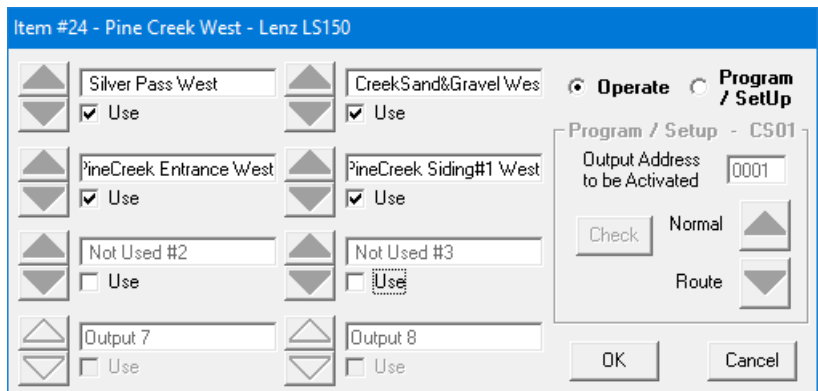 Item #24 - Pine Creek West - Lenz LS150
Silver Pass West
Use
CreekSand&Gravel Wes
Use
Operate
Program
/ SetUp
PineCreek Entrance West
Use
PineCreek Siding#1 West
Use
Not Used #2
Use
Not Used #3
Use
Output 7
Use
Output 8
Use
Program / Setup - CS01
Output Address
to be Activated
0001
Check
Normal
Route
OK
Cancel